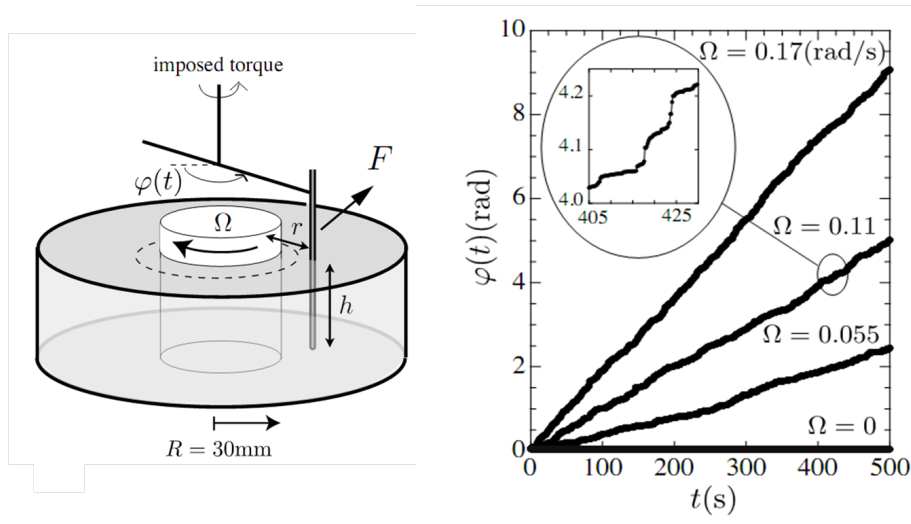 imposed torque
F
φ(t)
Ω
r
h
R = 30mm
10
8
6
4
2
0
φ(t)(rad)
Ω = 0.17(rad/s)
4.2
4.1
4.0
405
425
Ω = 0.11
Ω = 0.055
Ω = 0
0
100
200
300
400
500
t(s)